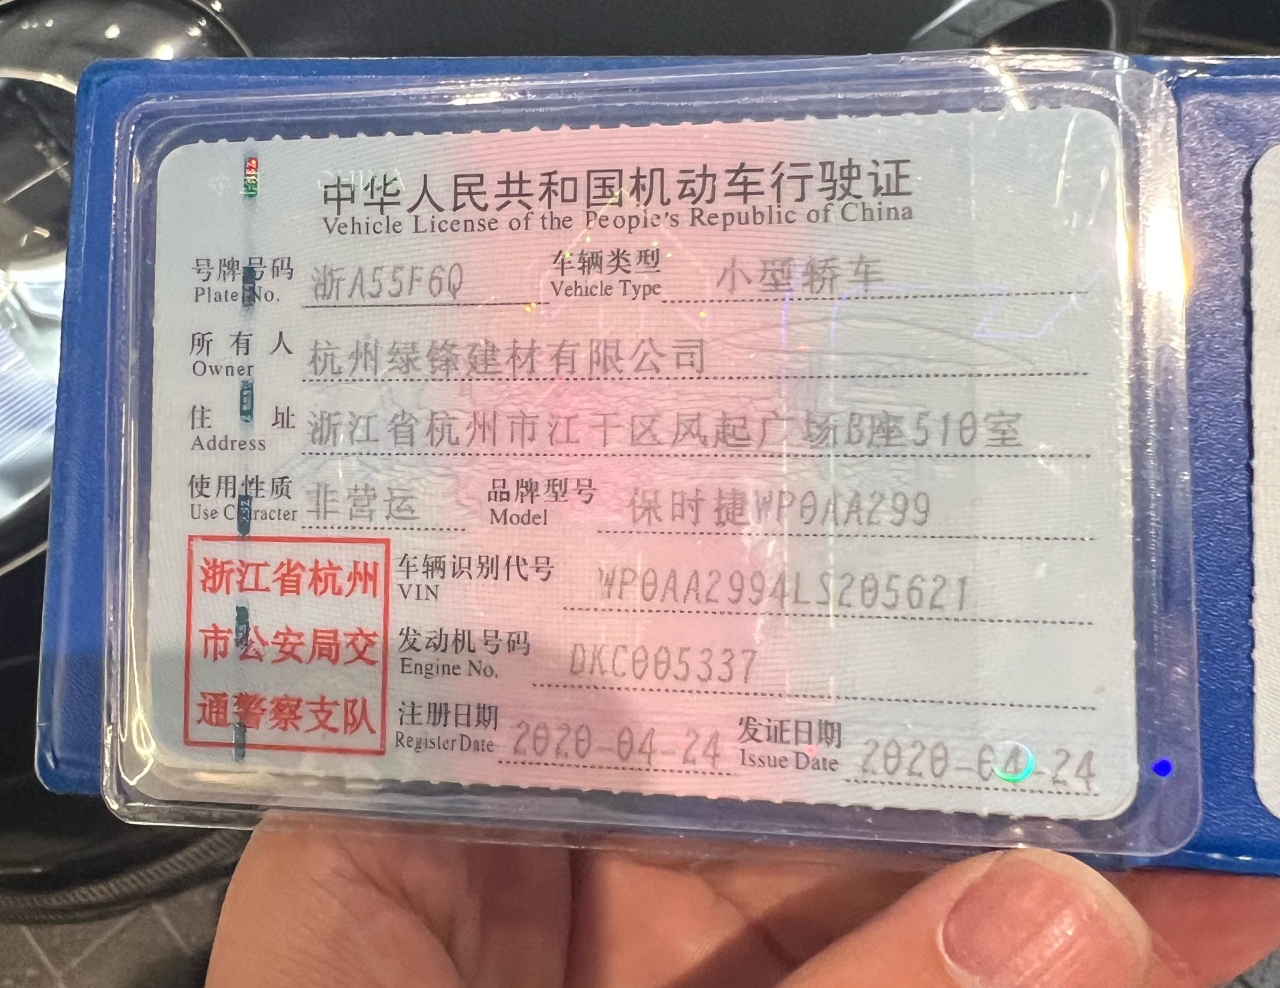 中华人民共和国机动车行驶证
Vehicle License of the People's Republic of China
号牌号码 浙A55F6Q 车辆类型 小型轿车
Plate No. Vehicle Type
所有人 杭州绿锋建材有限公司
Owner
住址 浙江省杭州市江干区凤起广场B座510室
Address
使用性质 非营运 品牌型号 保时捷WP0AA299
Use Character Model
浙江省杭州
市公安局交
通警察支队
车辆识别代号 WP0AA2994LS205621
VIN
发动机号码 DKC005337
Engine No.
注册日期 2020-04-24 发证日期 2020-04-24
Register Date Issue Date